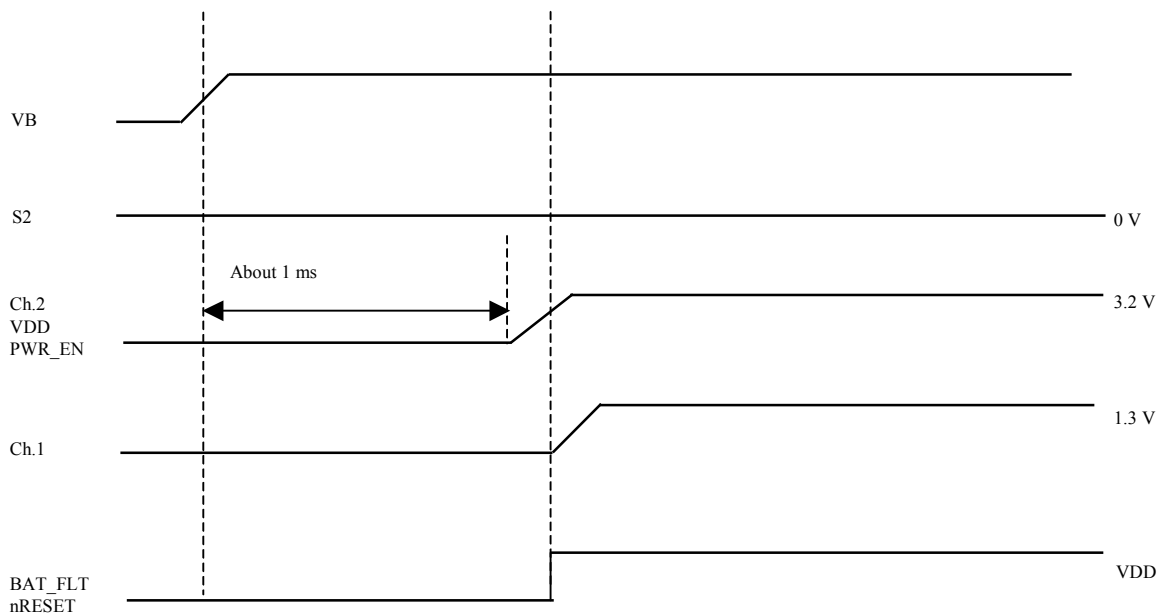 VB
S2
0 V
About 1 ms
Ch.2
VDD
PWR_EN
3.2 V
Ch.1
1.3 V
BAT_FLT
nRESET
VDD